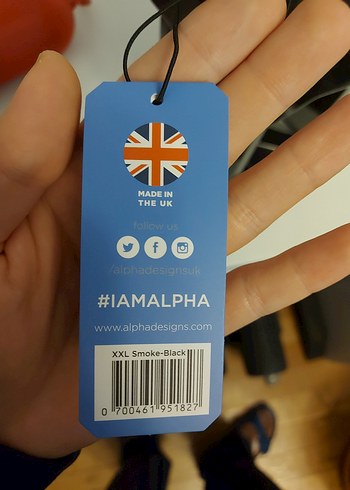 MADE IN
THE UK
follow us
/alphadesignsuk
#IAMALPHA
www.alphadesigns.com
XXL Smoke-Black
0 700461 951827